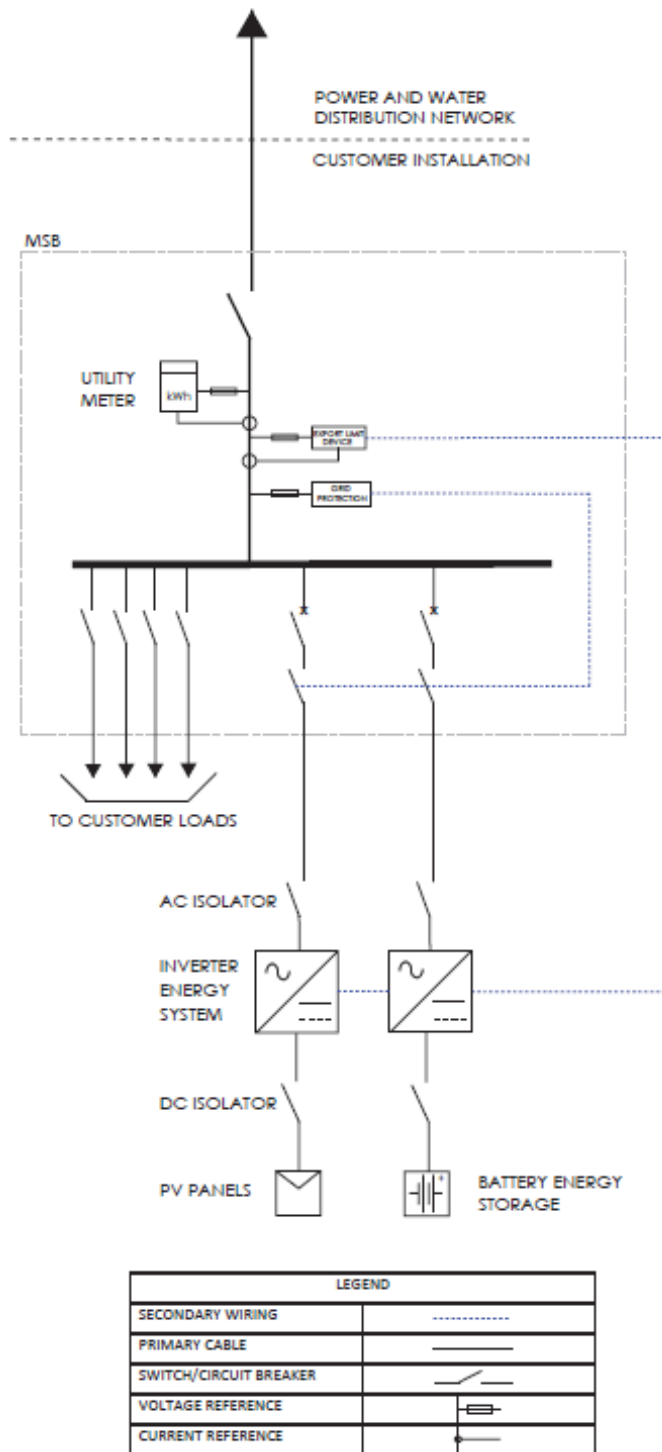 POWER AND WATER
DISTRIBUTION NETWORK
CUSTOMER INSTALLATION
MSB
UTILITY
METER
kWh
EXPORT LIMIT
DEVICE
GRID
PROTECTION
TO CUSTOMER LOADS
AC ISOLATOR
INVERTER
ENERGY
SYSTEM
DC ISOLATOR
PV PANELS
BATTERY ENERGY
STORAGE
LEGEND
SECONDARY WIRING
PRIMARY CABLE
SWITCH/CIRCUIT BREAKER
VOLTAGE REFERENCE
CURRENT REFERENCE